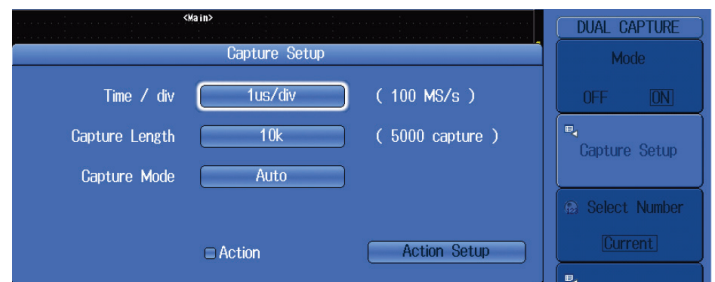 <Main>
DUAL CAPTURE
Capture Setup
Mode
OFF ON
Time / div 1us/div ( 100 MS/s )
Capture Length 10k ( 5000 capture )
Capture Setup
Capture Mode Auto
Select Number
Current
Action Action Setup